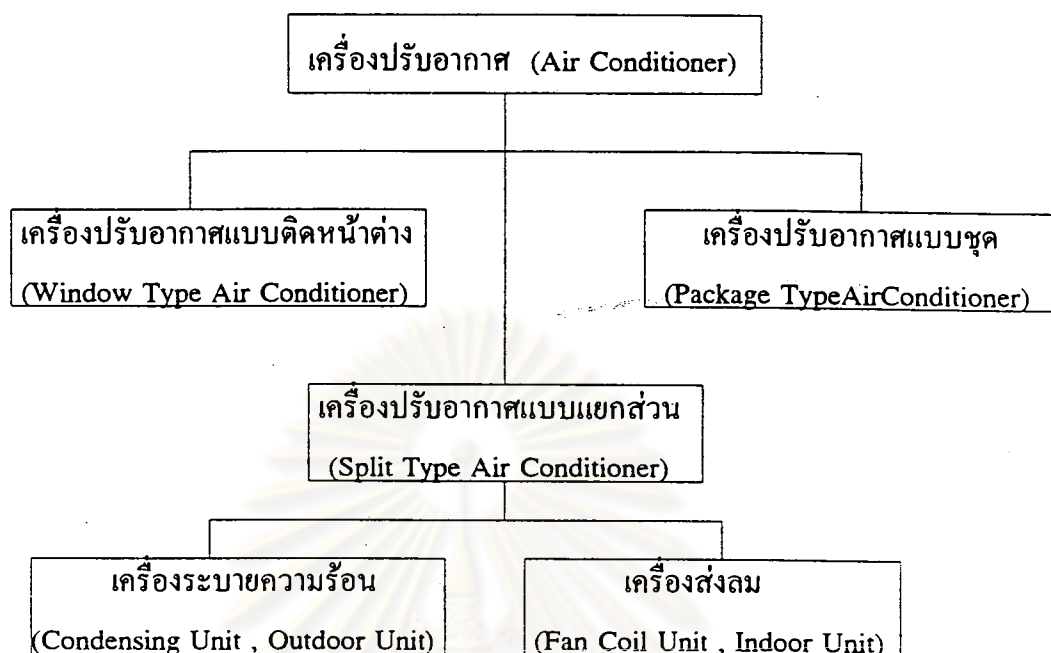 เครื่องปรับอากาศ (Air Conditioner)
เครื่องปรับอากาศแบบติดหน้าต่าง
(Window Type Air Conditioner)
เครื่องปรับอากาศแบบชุด
(Package TypeAirConditioner)
เครื่องปรับอากาศแบบแยกส่วน
(Split Type Air Conditioner)
เครื่องระบายความร้อน
(Condensing Unit , Outdoor Unit)
เครื่องส่งลม
(Fan Coil Unit , Indoor Unit)